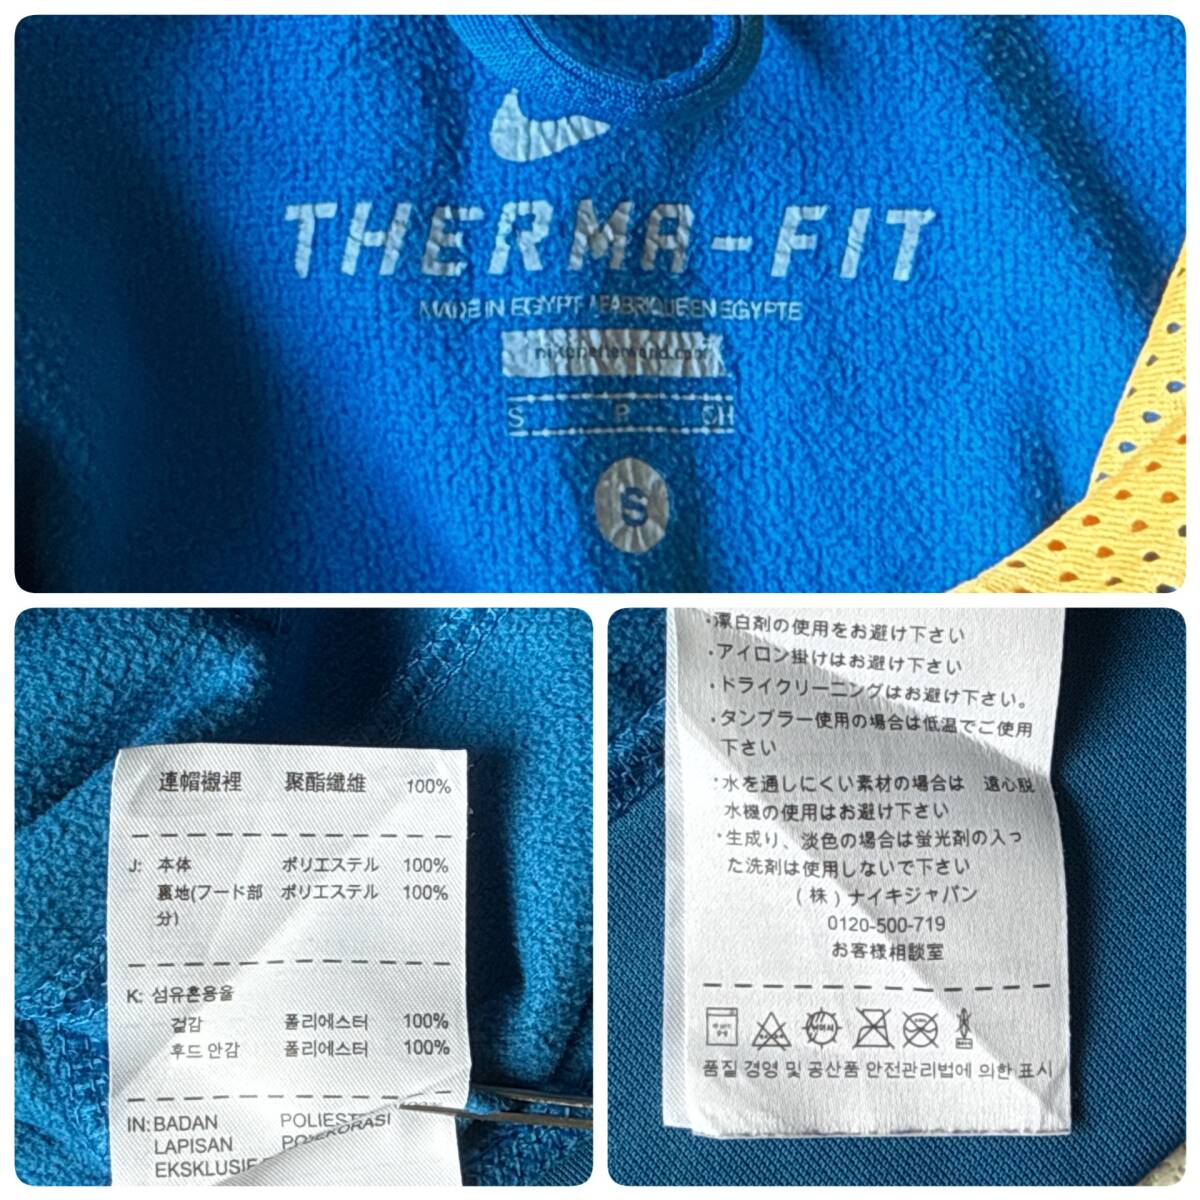 THERMA-FIT
MADE IN EGYPT / FABRIQUE EN EGYPTE
S P CH
S
連帽襯裡 聚酯纖維 100%
J: 本体 ポリエステル 100%
裏地(フード部 ポリエステル 100%
分)
K: 섬유혼용율
겉감 폴리에스터 100%
후드 안감 폴리에스터 100%
IN: BADAN
LAPISAN
EKSKLUSIF
DEKORASI
・漂白剤の使用をお避け下さい
・アイロン掛けはお避け下さい
・ドライクリーニングはお避け下さい。
・タンブラー使用の場合は低温でご使用
下さい
・水を通しにくい素材の場合は 遠心脱
水機の使用はお避け下さい
・生成り、淡色の場合は蛍光剤の入っ
た洗剤は使用しないで下さい
(株)ナイキジャパン
0120-500-719
お客様相談室
품질 경영 및 공산품 안전관리법에 의한 표시